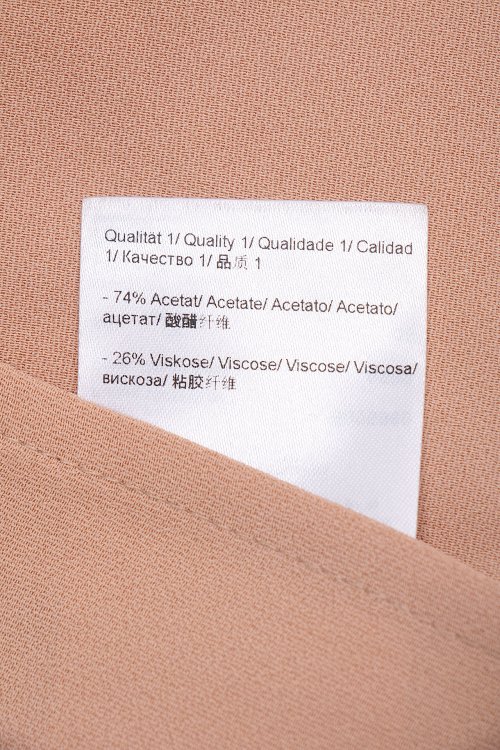 Qualität 1/ Quality 1/ Qualidade 1/ Calidad
1/ Качество 1/ 品质 1
- 74% Acetat/ Acetate/ Acetato/ Acetato/
ацетат/ 酸醋纤维
- 26% Viskose/ Viscose/ Viscose/ Viscosa/
вискоза/ 粘胶纤维